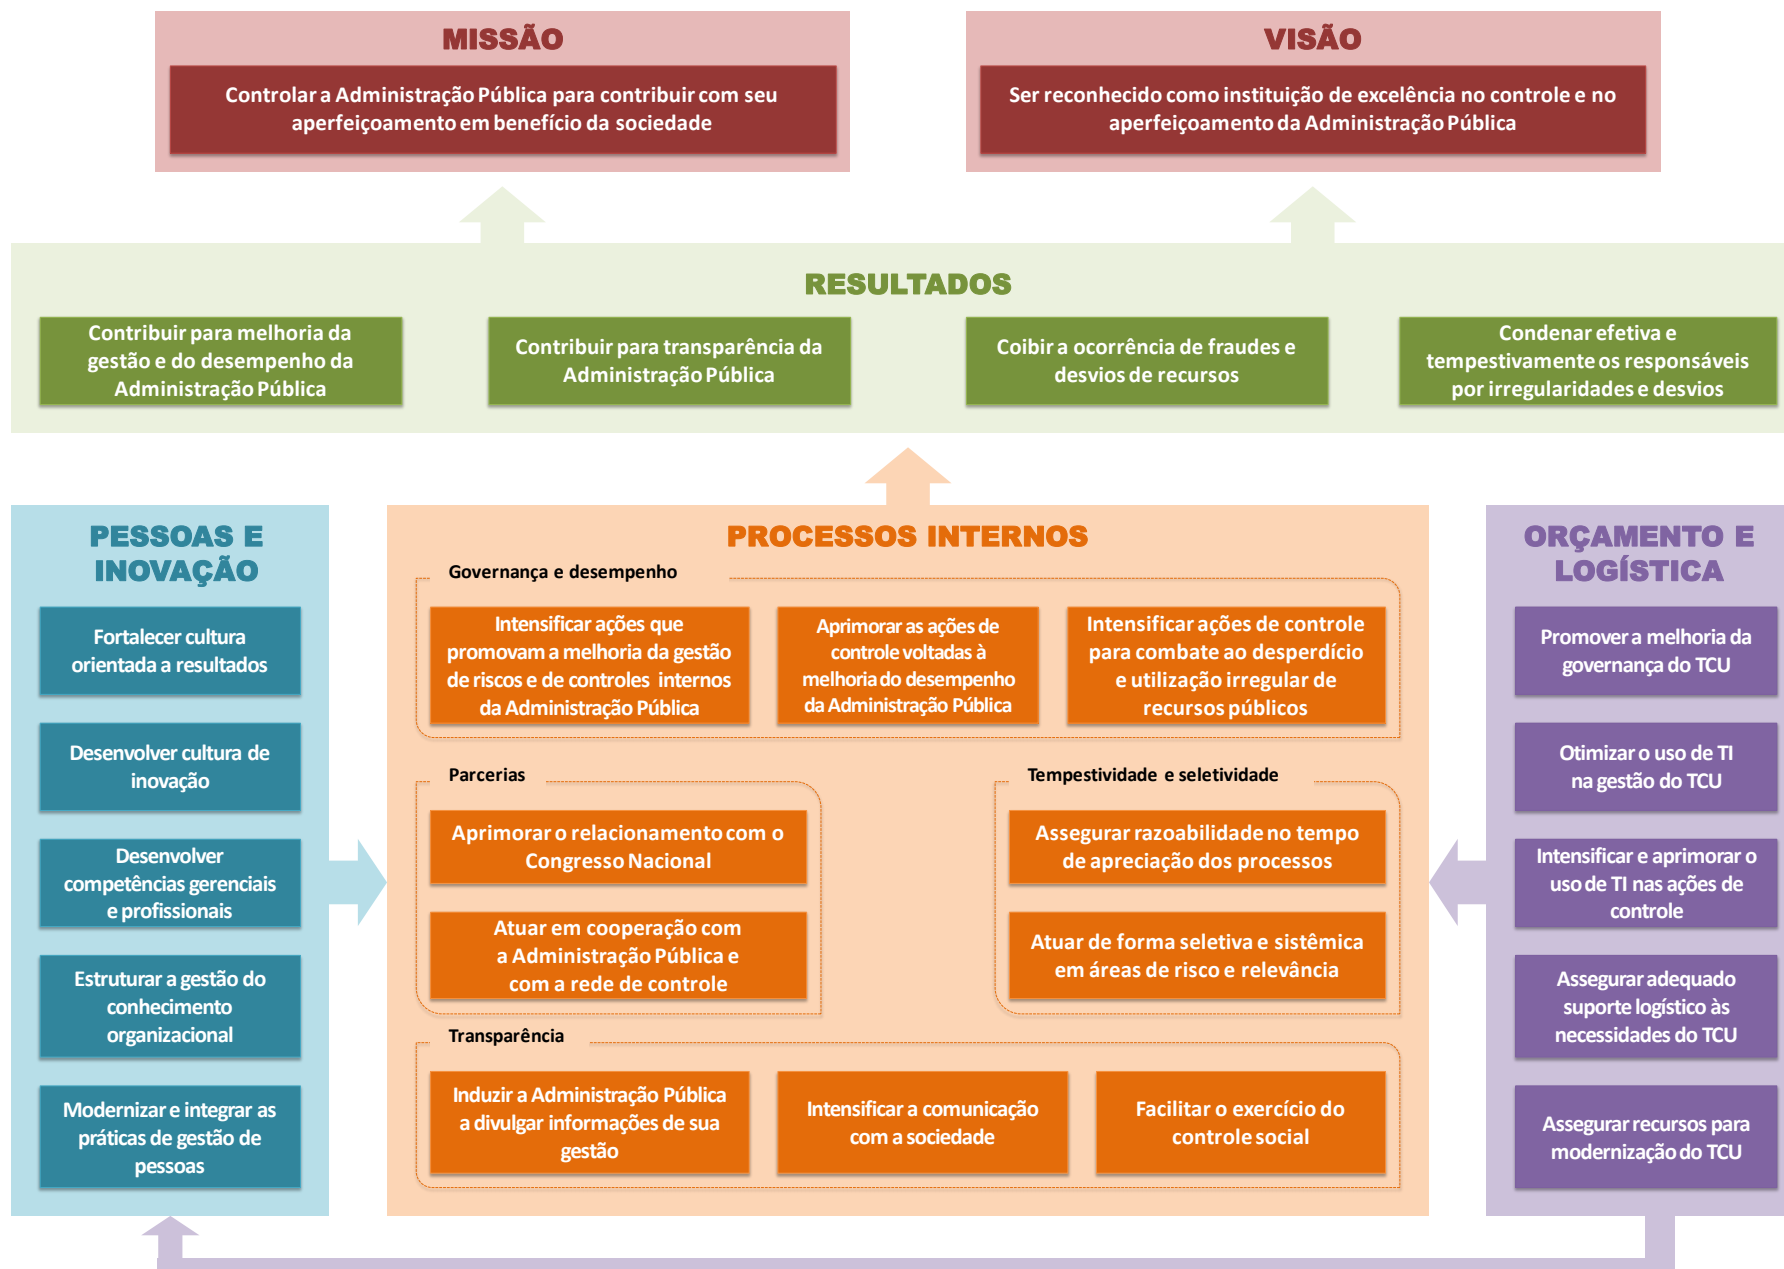 MISSÃO
Controlar a Administração Pública para contribuir com seu
aperfeiçoamento em benefício da sociedade
VISÃO
Ser reconhecido como instituição de excelência no controle e no
aperfeiçoamento da Administração Pública
RESULTADOS
Contribuir para melhoria da
gestão e do desempenho da
Administração Pública
Contribuir para transparência da
Administração Pública
Coibir a ocorrência de fraudes e
desvios de recursos
Condenar efetiva e
tempestivamente os responsáveis
por irregularidades e desvios
PESSOAS E
INOVAÇÃO
Fortalecer cultura
orientada a resultados
Desenvolver cultura de
inovação
Desenvolver
competências gerenciais
e profissionais
Estruturar a gestão do
conhecimento
organizacional
Modernizar e integrar as
práticas de gestão de
pessoas
PROCESSOS INTERNOS
Governança e desempenho
Intensificar ações que
promovam a melhoria da gestão
de riscos e de controles internos
da Administração Pública
Aprimorar as ações de
controle voltadas à
melhoria do desempenho
da Administração Pública
Intensificar ações de controle
para combate ao desperdício
e utilização irregular de
recursos públicos
Parcerias
Aprimorar o relacionamento com o
Congresso Nacional
Atuar em cooperação com
a Administração Pública e
com a rede de controle
Tempestividade e seletividade
Assegurar razoabilidade no tempo
de apreciação dos processos
Atuar de forma seletiva e sistêmica
em áreas de risco e relevância
Transparência
Induzir a Administração Pública
a divulgar informações de sua
gestão
Intensificar a comunicação
com a sociedade
Facilitar o exercício do
controle social
ORÇAMENTO E
LOGÍSTICA
Promover a melhoria da
governança do TCU
Otimizar o uso de TI
na gestão do TCU
Intensificar e aprimorar o
uso de TI nas ações de
controle
Assegurar adequado
suporte logístico às
necessidades do TCU
Assegurar recursos para
modernização do TCU